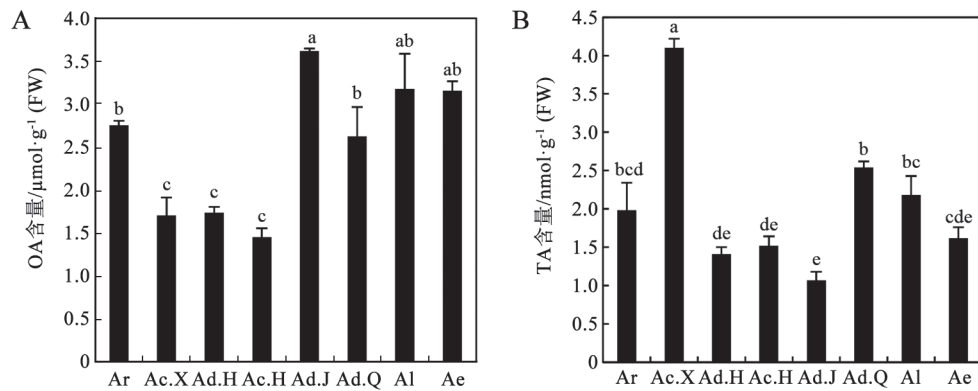 A
OA含量/μmol·g⁻¹ (FW)
4.0
3.5
3.0
2.5
2.0
1.5
1.0
0.5
0
b
c
c
c
a
b
ab
ab
Ar Ac.X Ad.H Ac.H Ad.J Ad.Q Al Ae
B
TA含量/nmol·g⁻¹ (FW)
4.5
4.0
3.5
3.0
2.5
2.0
1.5
1.0
0.5
0
bcd
a
de
de
e
b
bc
cde
Ar Ac.X Ad.H Ac.H Ad.J Ad.Q Al Ae